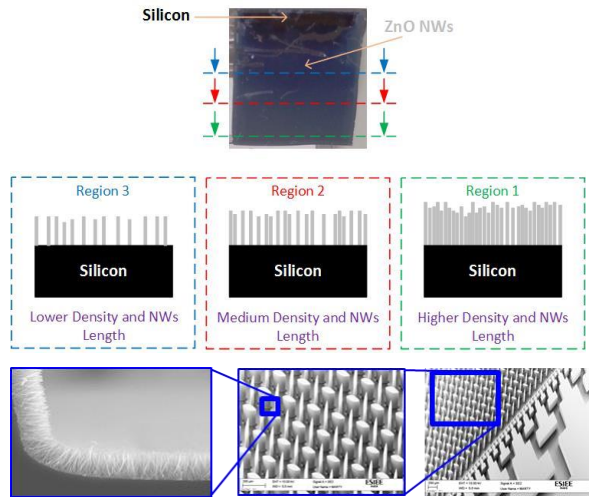 Silicon
ZnO NWs
Region 3
Silicon
Lower Density and NWs
Length
Region 2
Silicon
Medium Density and NWs
Length
Region 1
Silicon
Higher Density and NWs
Length
ESIEE
ESIEE